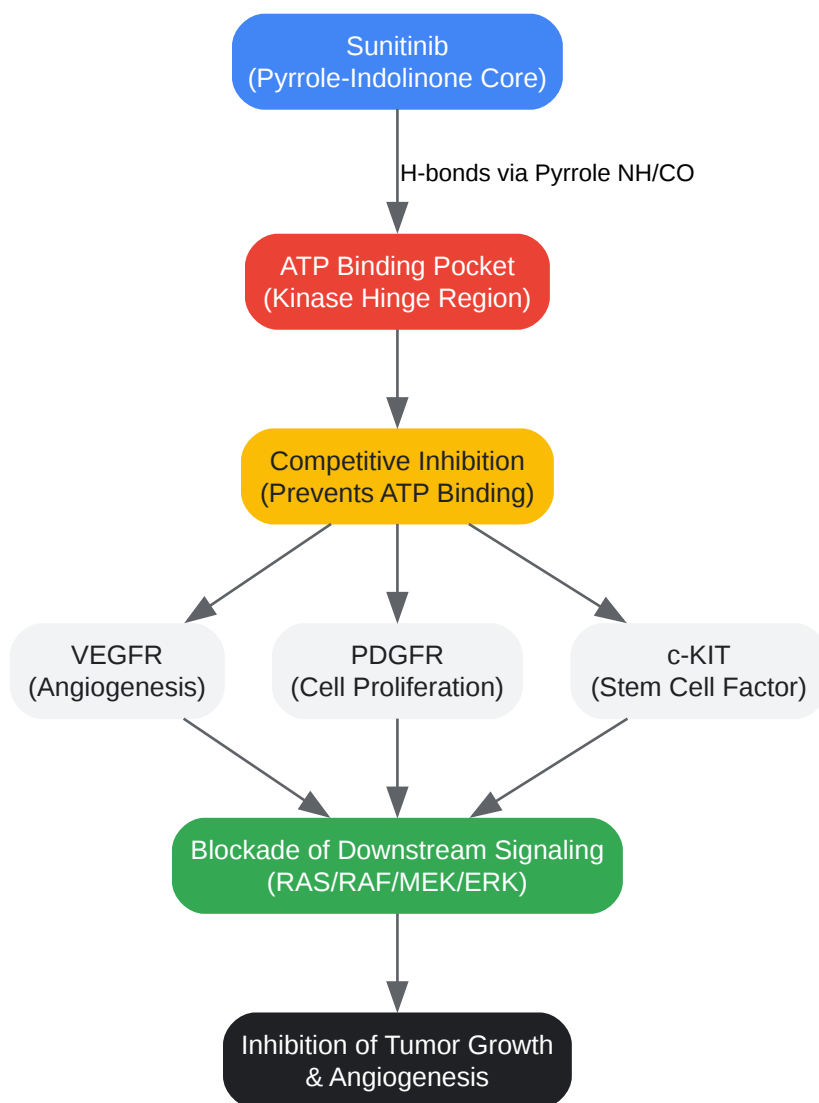 Sunitinib
(Pyrrole-Indolinone Core)
H-bonds via Pyrrole NH/CO
ATP Binding Pocket
(Kinase Hinge Region)
Competitive Inhibition
(Prevents ATP Binding)
VEGFR
(Angiogenesis)
PDGFR
(Cell Proliferation)
c-KIT
(Stem Cell Factor)
Blockade of Downstream Signaling
(RAS/RAF/MEK/ERK)
Inhibition of Tumor Growth
& Angiogenesis